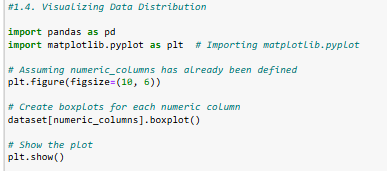 #1.4. Visualizing Data Distribution
import pandas as pd
import matplotlib.pyplot as plt  # Importing matplotlib.pyplot
# Assuming numeric_columns has already been defined
plt.figure(figsize=(10, 6))
# Create boxplots for each numeric column
dataset[numeric_columns].boxplot()
# Show the plot
plt.show()